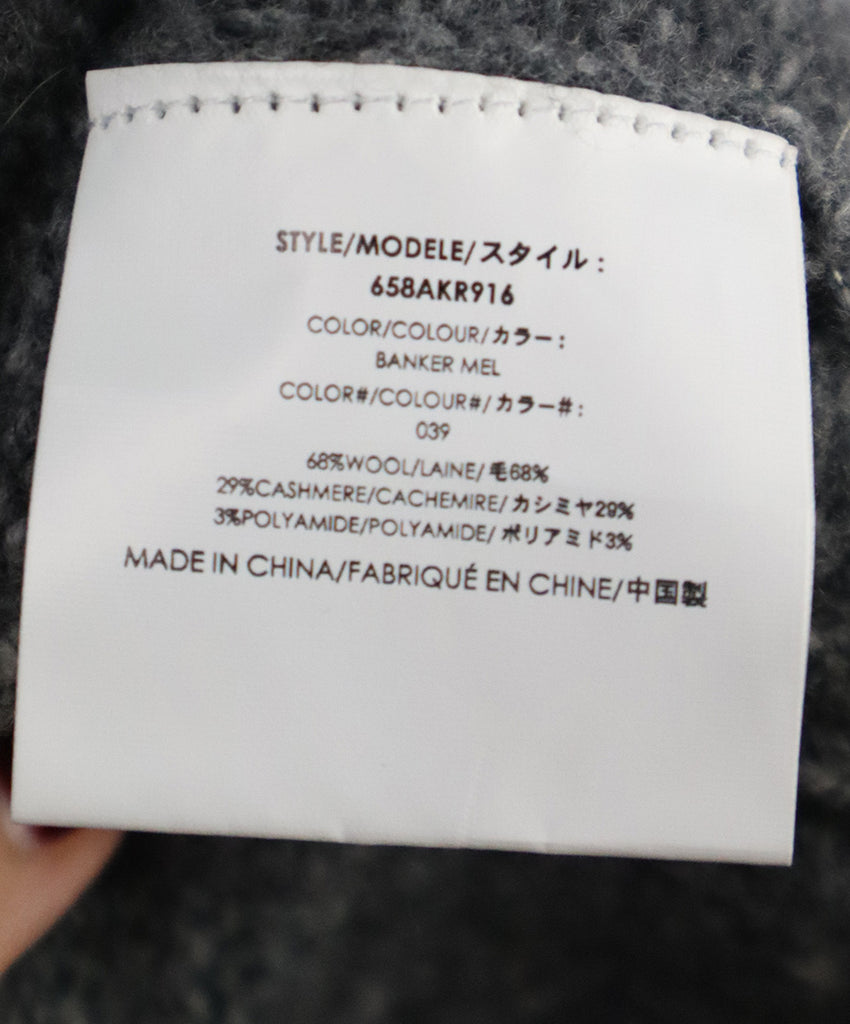 STYLE/MODELE/スタイル:
658AKR916
COLOR/COLOUR/カラー:
BANKER MEL
COLOR#/COLOUR#/カラー#:
039
68%WOOL/LAINE/毛68%
29%CASHMERE/CACHEMIRE/カシミヤ29%
3%POLYAMIDE/POLYAMIDE/ポリアミド3%
MADE IN CHINA/FABRIQUÉ EN CHINE/中国製